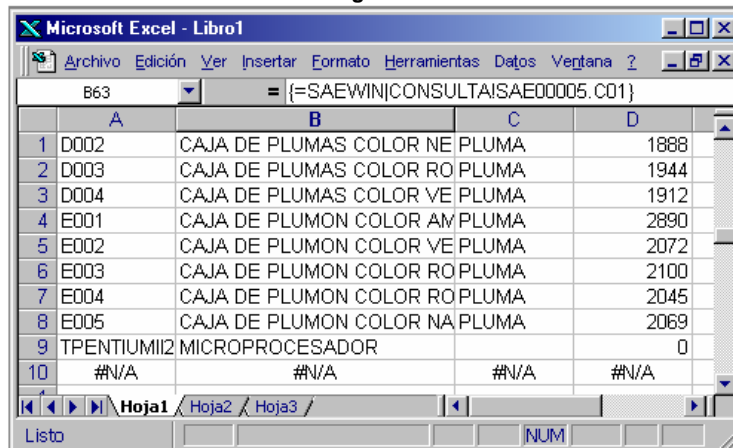 Microsoft Excel - Libro1
Archivo Edición Ver Insertar Formato Herramientas Datos Ventana ?
B63 = {=SAEWIN|CONSULTA!SAE00005.C01}
A B C D
1 D002 CAJA DE PLUMAS COLOR NE PLUMA 1888
2 D003 CAJA DE PLUMAS COLOR RO PLUMA 1944
3 D004 CAJA DE PLUMAS COLOR VE PLUMA 1912
4 E001 CAJA DE PLUMON COLOR AM PLUMA 2890
5 E002 CAJA DE PLUMON COLOR VE PLUMA 2072
6 E003 CAJA DE PLUMON COLOR RO PLUMA 2100
7 E004 CAJA DE PLUMON COLOR RO PLUMA 2045
8 E005 CAJA DE PLUMON COLOR NA PLUMA 2069
9 TPENTIUMII2 MICROPROCESADOR 0
10 #N/A #N/A #N/A #N/A
Hoja1 Hoja2 Hoja3
Listo NUM